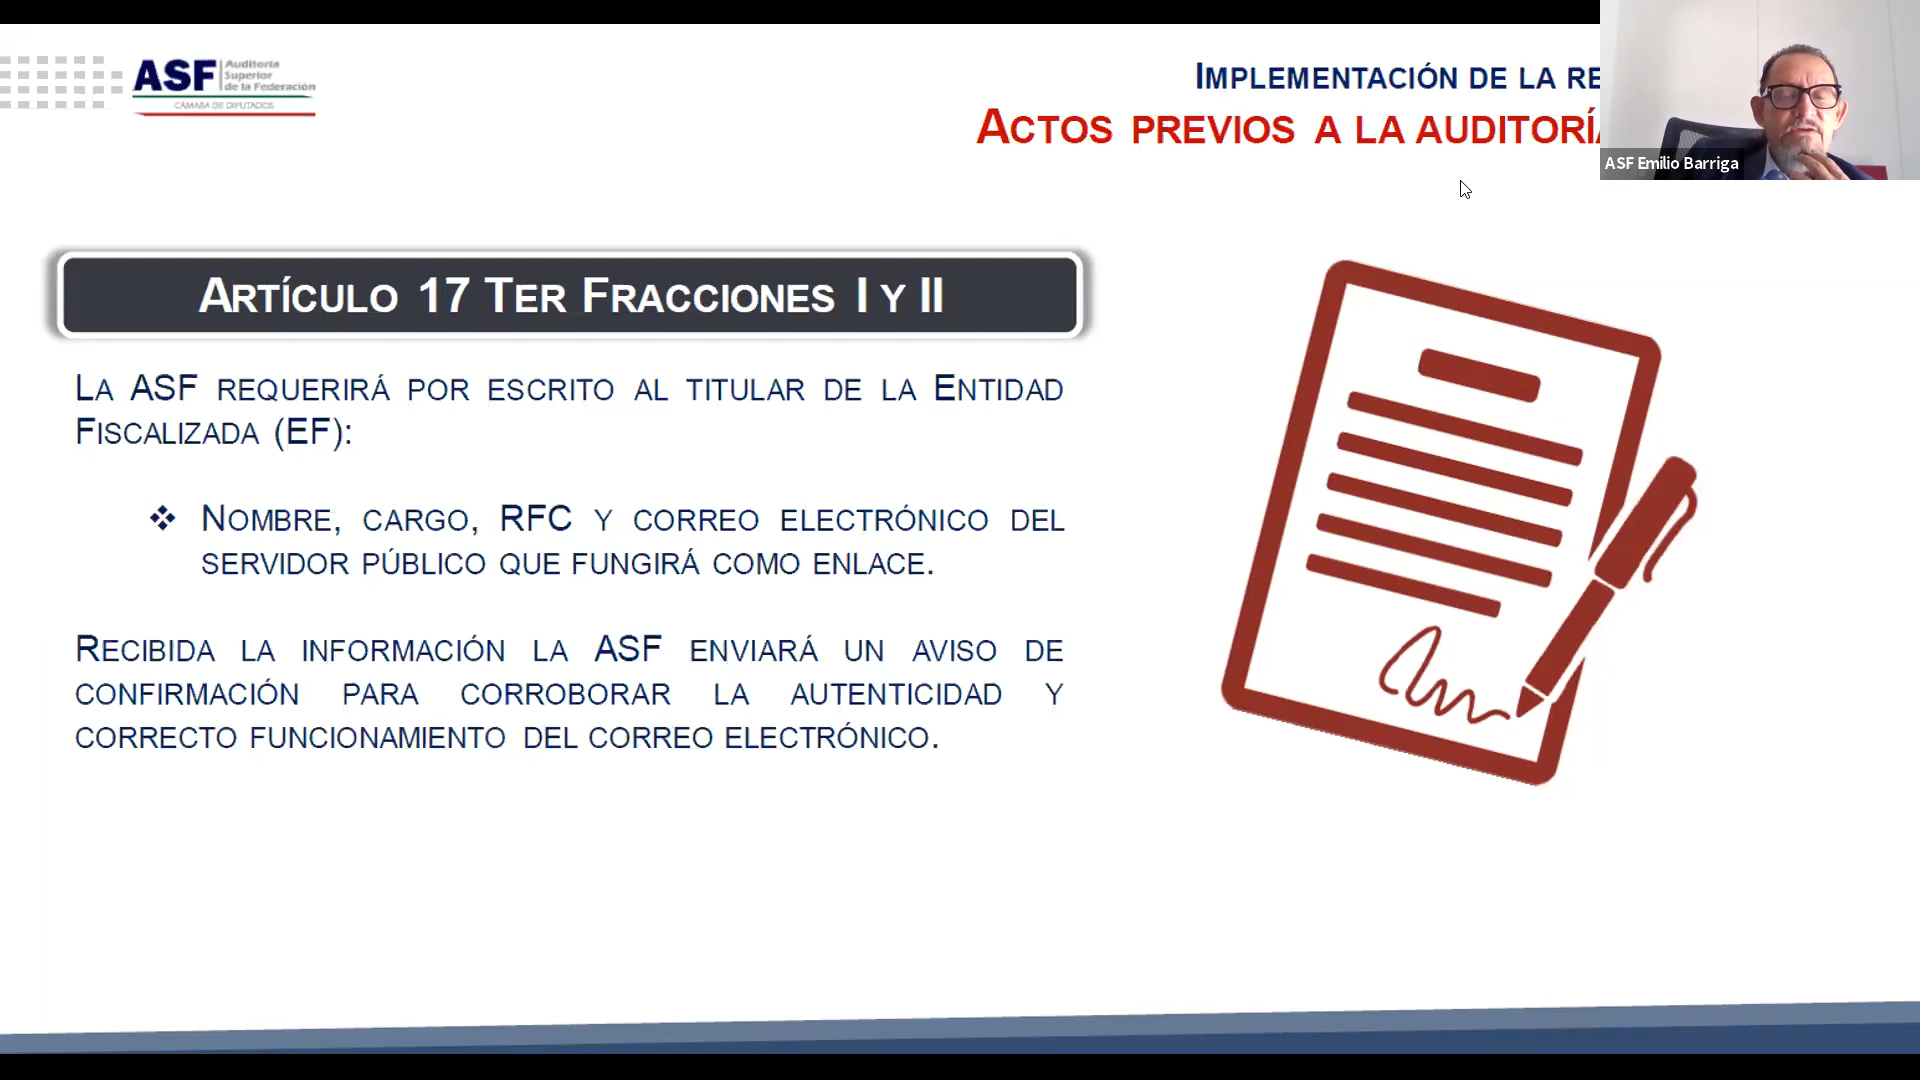 ASF Auditoría
Superior
de la Federación
CÁMARA DE DIPUTADOS
IMPLEMENTACIÓN DE LA RE
ACTOS PREVIOS A LA AUDITORÍA
ASF Emilio Barriga
ARTÍCULO 17 TER FRACCIONES I Y II
LA ASF REQUERIRÁ POR ESCRITO AL TITULAR DE LA ENTIDAD
FISCALIZADA (EF):
❖ NOMBRE, CARGO, RFC Y CORREO ELECTRÓNICO DEL
SERVIDOR PÚBLICO QUE FUNGIRÁ COMO ENLACE.
RECIBIDA LA INFORMACIÓN LA ASF ENVIARÁ UN AVISO DE
CONFIRMACIÓN PARA CORROBORAR LA AUTENTICIDAD Y
CORRECTO FUNCIONAMIENTO DEL CORREO ELECTRÓNICO.